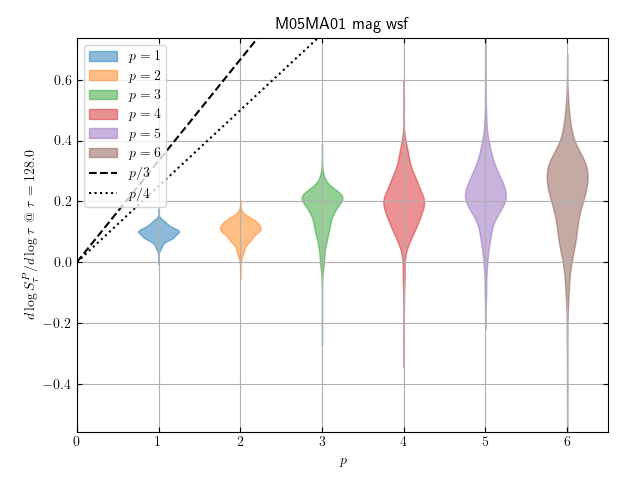 M05MA01 mag wsf
p = 1
p = 2
p = 3
p = 4
p = 5
p = 6
p/3
p/4
d log S_τ^P / d log τ @ τ = 128.0
0.6
0.4
0.2
0.0
−0.2
−0.4
0 1 2 3 4 5 6
p